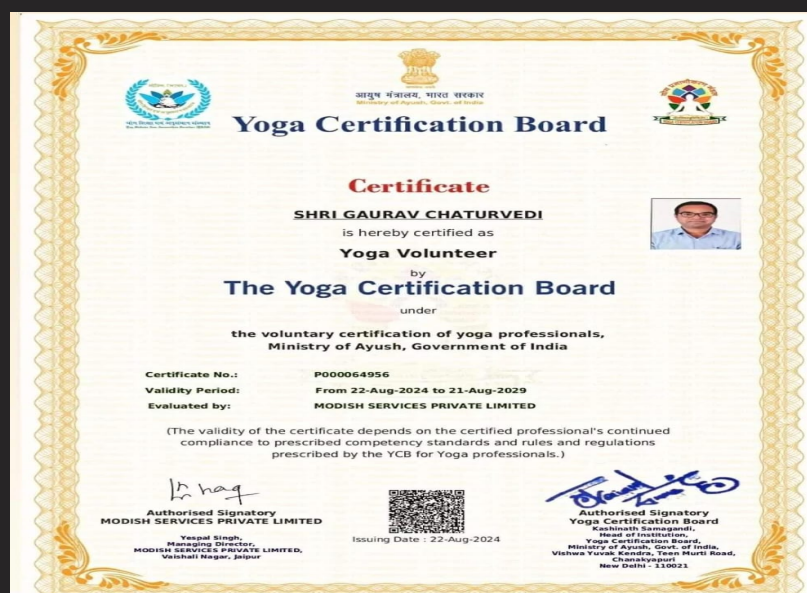 आयुष मंत्रालय, भारत सरकार
Ministry of Ayush, Govt. of India
Yoga Certification Board
Certificate
SHRI GAURAV CHATURVEDI
is hereby certified as
Yoga Volunteer
by
The Yoga Certification Board
under
the voluntary certification of yoga professionals,
Ministry of Ayush, Government of India
Certificate No.: P000064956
Validity Period: From 22-Aug-2024 to 21-Aug-2029
Evaluated by: MODISH SERVICES PRIVATE LIMITED
(The validity of the certificate depends on the certified professional's continued
compliance to prescribed competency standards and rules and regulations
prescribed by the YCB for Yoga professionals.)
Authorised Signatory
MODISH SERVICES PRIVATE LIMITED
Yespal Singh,
Managing Director,
MODISH SERVICES PRIVATE LIMITED,
Vaishali Nagar, Jaipur
Issuing Date : 22-Aug-2024
Authorised Signatory
Yoga Certification Board
Kashinath Samagandi,
Head of Institution,
Yoga Certification Board,
Ministry of Ayush, Govt. of India,
Vishwa Yuvak Kendra, Teen Murti Road,
Chanakyapuri
New Delhi - 110021